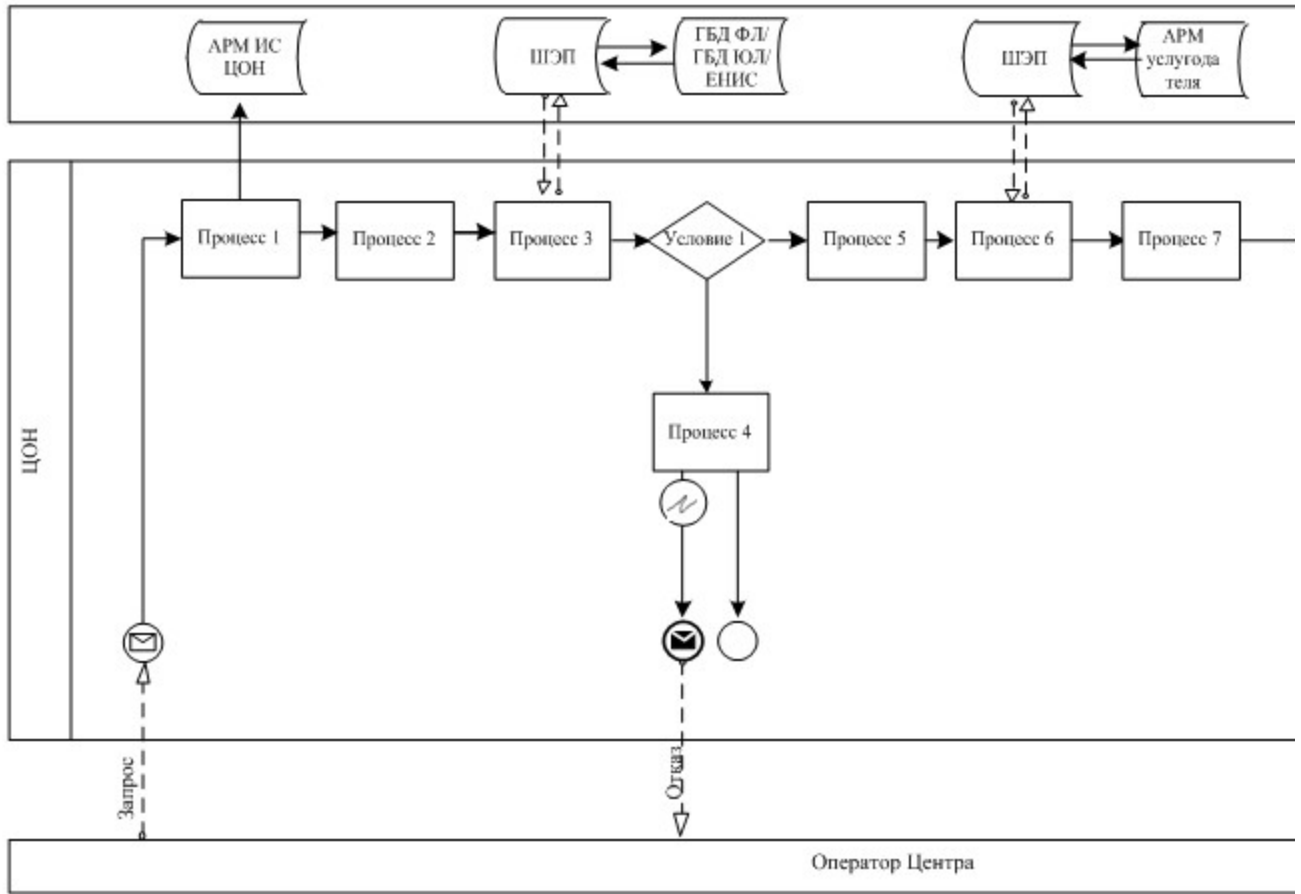 АРМ ИС
ЦОН
ШЭП
ГБД ФЛ/
ГБД ЮЛ/
ЕНИС
ШЭП
АРМ
услугода
теля
Процесс 1
Процесс 2
Процесс 3
Условие 1
Процесс 5
Процесс 6
Процесс 7
Процесс 4
ЦОН
Запрос
Отказ
Оператор Центра